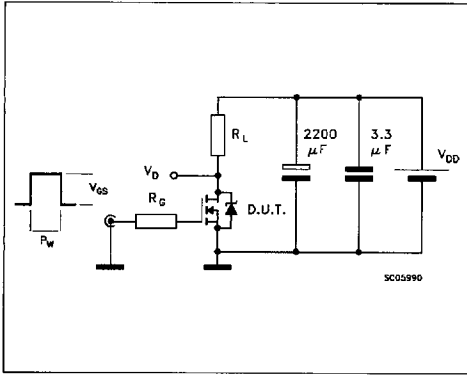 R_L
2200 µF
3.3 µF
V_DD
V_D
V_GS
R_G
D.U.T.
P_W
SC05990